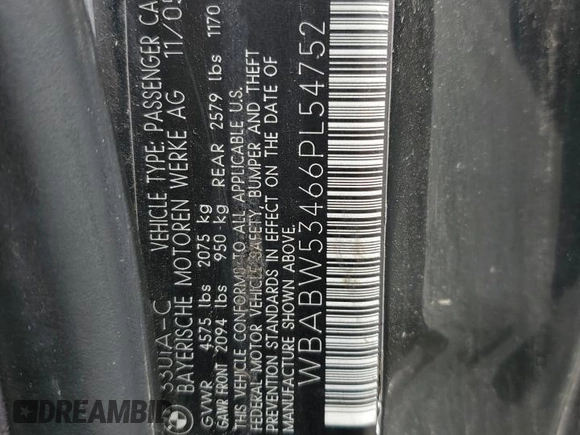 VEHICLE TYPE: PASSENGER CA
BAYERISCHE MOTOREN WERKE AG 11/05
GVWR 4575 lbs 2075 kg
GAWR FRONT 2094 lbs 950 kg REAR 2579 lbs 1170
THIS CAR CONFORMS TO ALL APPLICABLE U.S.
FEDERAL MOTOR VEHICLE SAFETY, BUMPER AND THEFT
PREVENTION STANDARDS IN EFFECT ON THE DATE OF
MANUFACTURE SHOWN ABOVE.
WBABW53466PL54752
DREAMBID